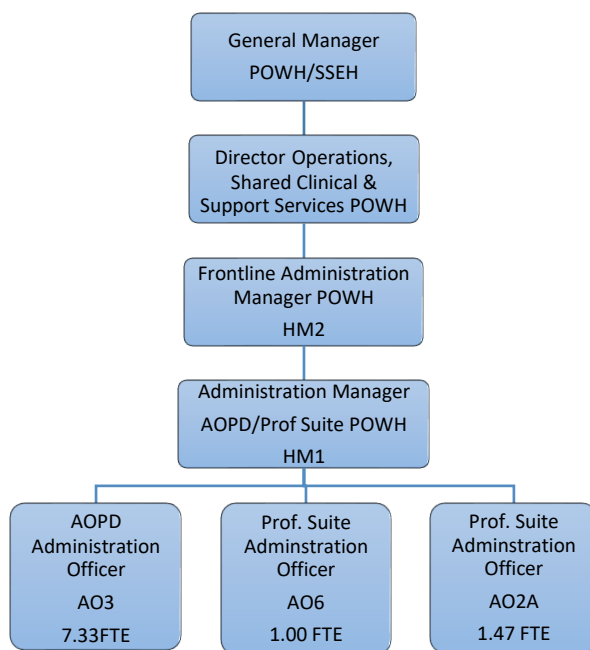 General Manager
POWH/SSEH
Director Operations,
Shared Clinical &
Support Services POWH
Frontline Administration
Manager POWH
HM2
Administration Manager
AOPD/Prof Suite POWH
HM1
AOPD
Administration
Officer
AO3
7.33FTE
Prof. Suite
Adminstration
Officer
AO6
1.00 FTE
Prof. Suite
Adminstration
Officer
AO2A
1.47 FTE